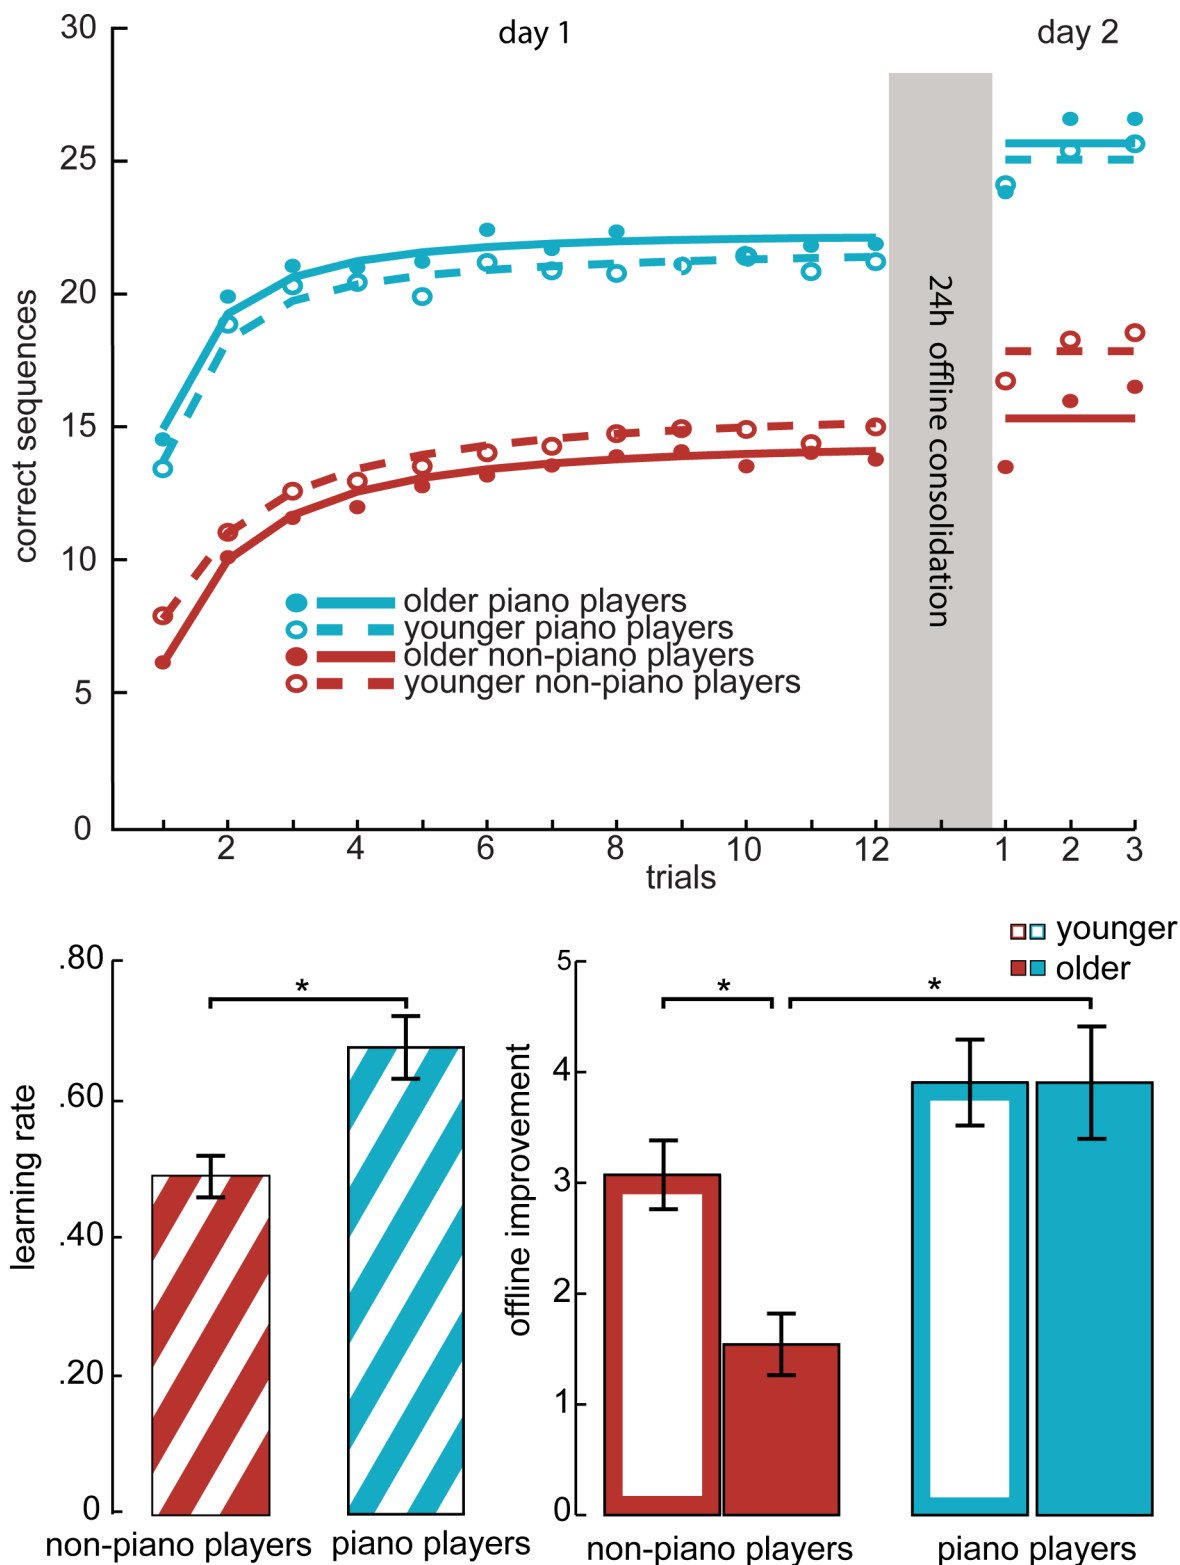 30
day 1
day 2
25
20
15
10
5
0
correct sequences
24h offline consolidation
older piano players
younger piano players
older non-piano players
younger non-piano players
2 4 6 8 10 12 1 2 3
trials
.80
.60
.40
.20
0
learning rate
*
non-piano players
piano players
younger
older
5
4
3
2
1
0
offline improvement
*
*
non-piano players
piano players